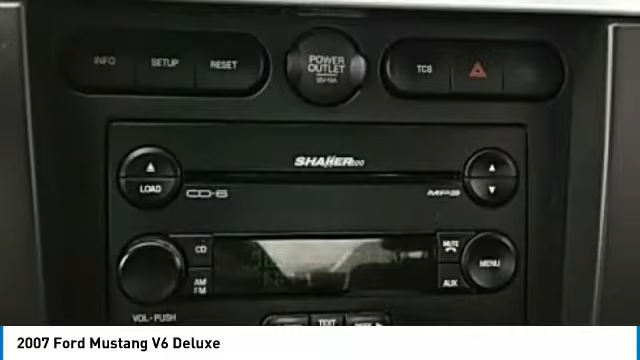 INFO SETUP RESET
POWER OUTLET
TCS
SHAKER 500
LOAD CD-6 MP3
CD MUTE
MENU
AM FM AUX
VOL-PUSH
TEXT
2007 Ford Mustang V6 Deluxe